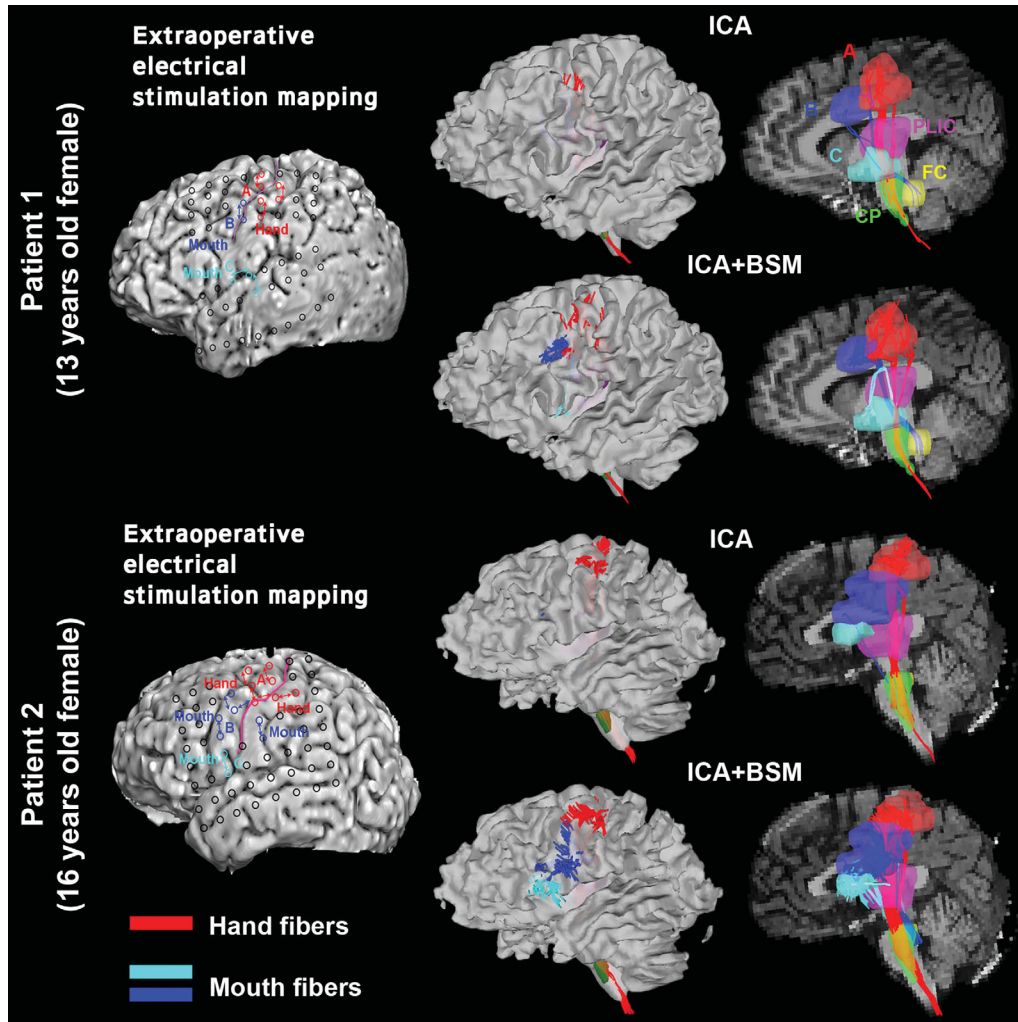 Patient 1
(13 years old female)
Extraoperative
electrical
stimulation mapping
A
B
Hand
Mouth
Mouth
ICA
A
B
PLIC
C
FC
CP
ICA+BSM
Patient 2
(16 years old female)
Extraoperative
electrical
stimulation mapping
Hand
A
Hand
Mouth
B
Mouth
Mouth
ICA
ICA+BSM
Hand fibers
Mouth fibers